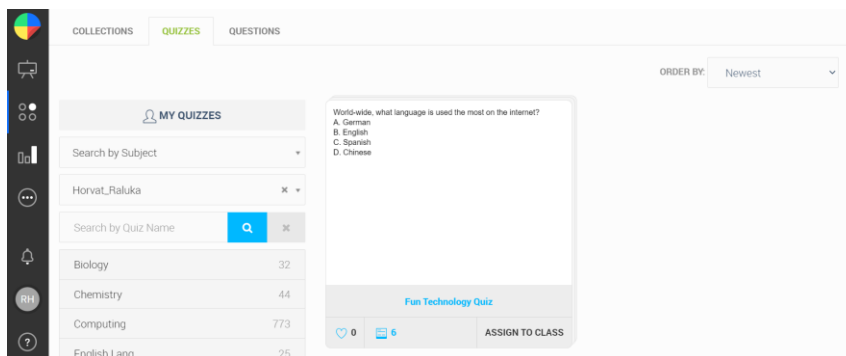 COLLECTIONS QUIZZES QUESTIONS
ORDER BY: Newest
MY QUIZZES
Search by Subject
Horvat_Raluka
Search by Quiz Name
Biology 32
Chemistry 44
Computing 773
English Lang 25
World-wide, what language is used the most on the internet?
A. German
B. English
C. Spanish
D. Chinese
Fun Technology Quiz
0 6 ASSIGN TO CLASS
RH
?